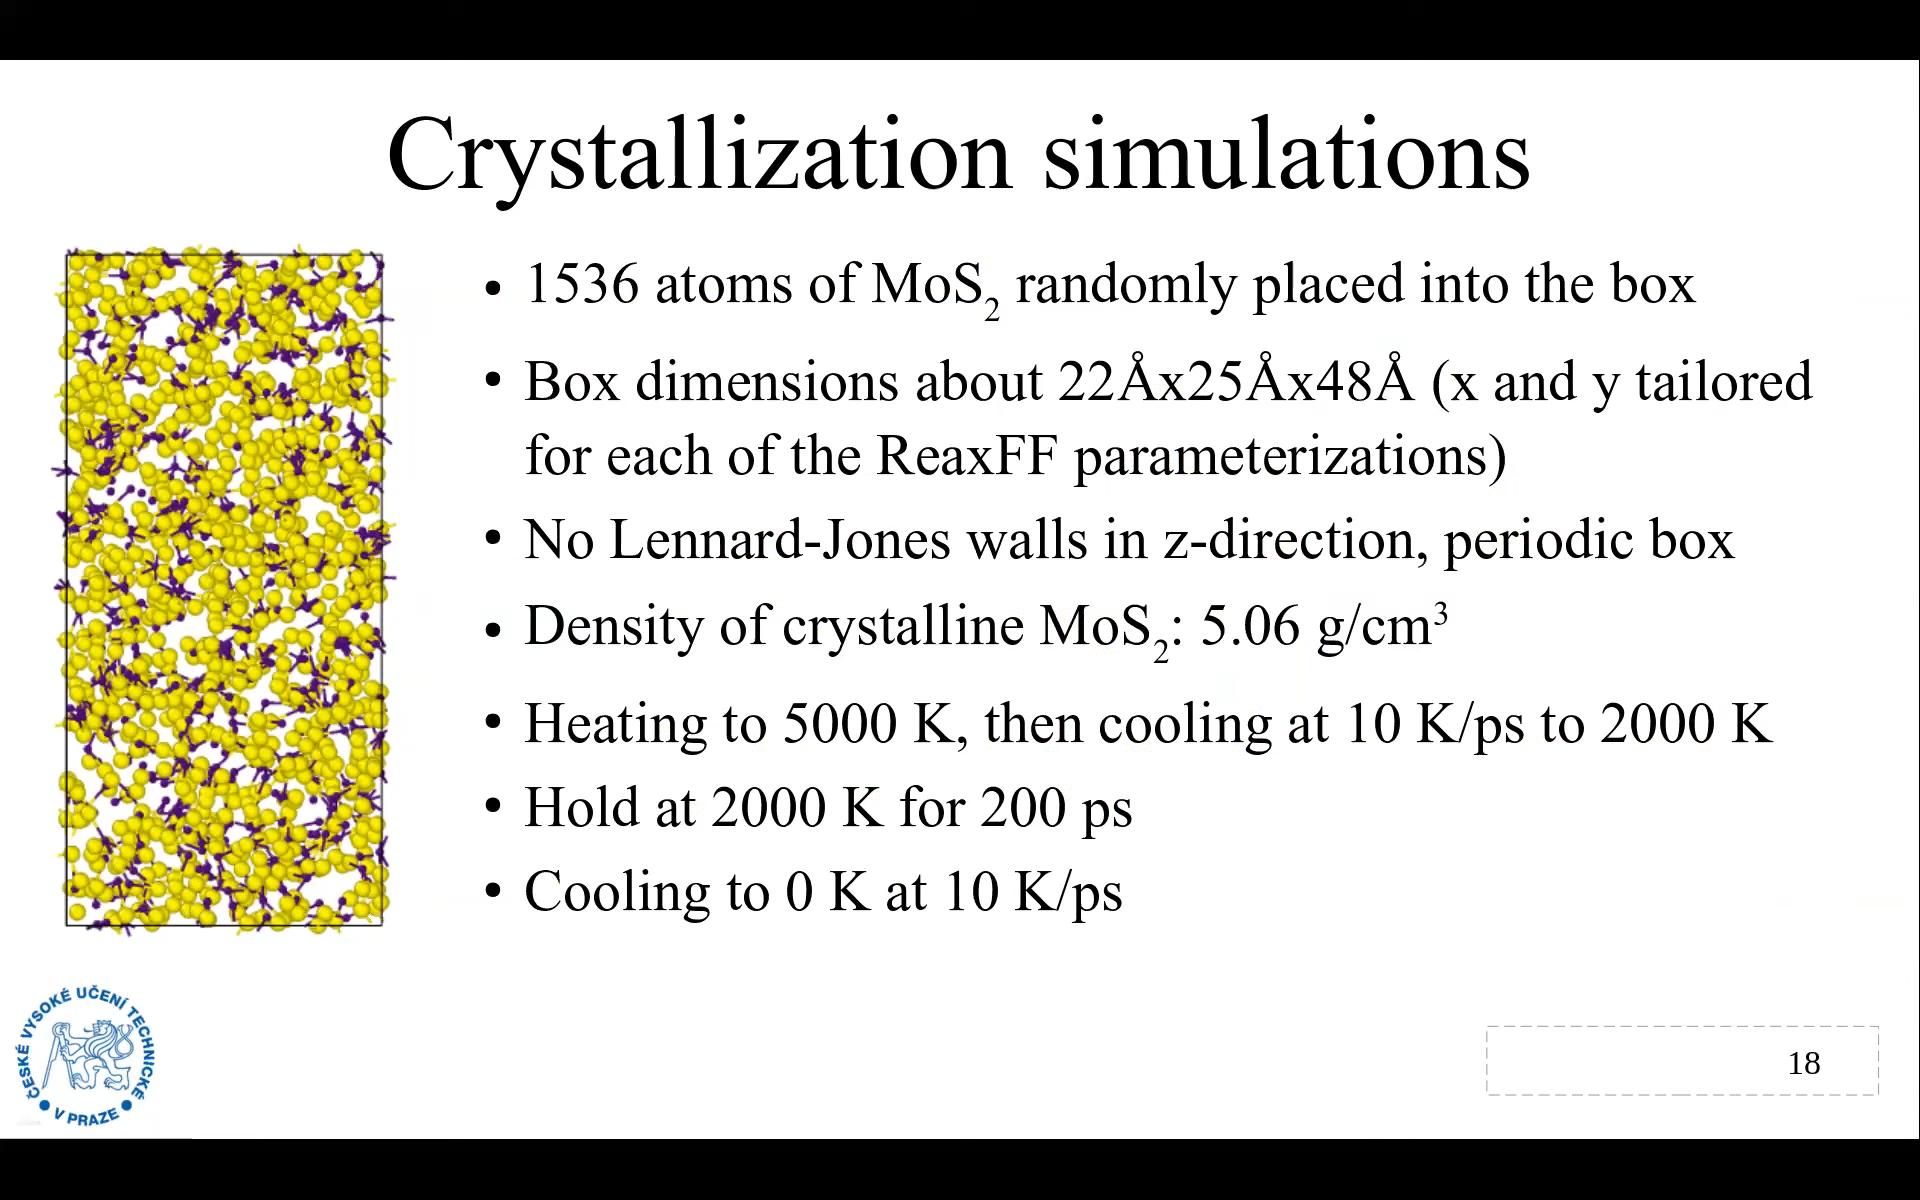 Crystallization simulations
• 1536 atoms of MoS₂ randomly placed into the box
• Box dimensions about 22Åx25Åx48Å (x and y tailored
for each of the ReaxFF parameterizations)
• No Lennard-Jones walls in z-direction, periodic box
• Density of crystalline MoS₂: 5.06 g/cm³
• Heating to 5000 K, then cooling at 10 K/ps to 2000 K
• Hold at 2000 K for 200 ps
• Cooling to 0 K at 10 K/ps
ČESKÉ VYSOKÉ UČENÍ TECHNICKÉ
• V PRAZE •
18